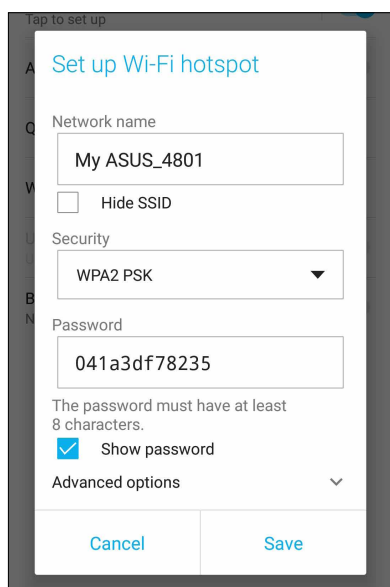 Tap to set up
Set up Wi-Fi hotspot
A
Network name
Q
My ASUS_4801
W
Hide SSID
Security
U
U
WPA2 PSK
B
N
Password
041a3df78235
The password must have at least
8 characters.
Show password
Advanced options
Cancel
Save